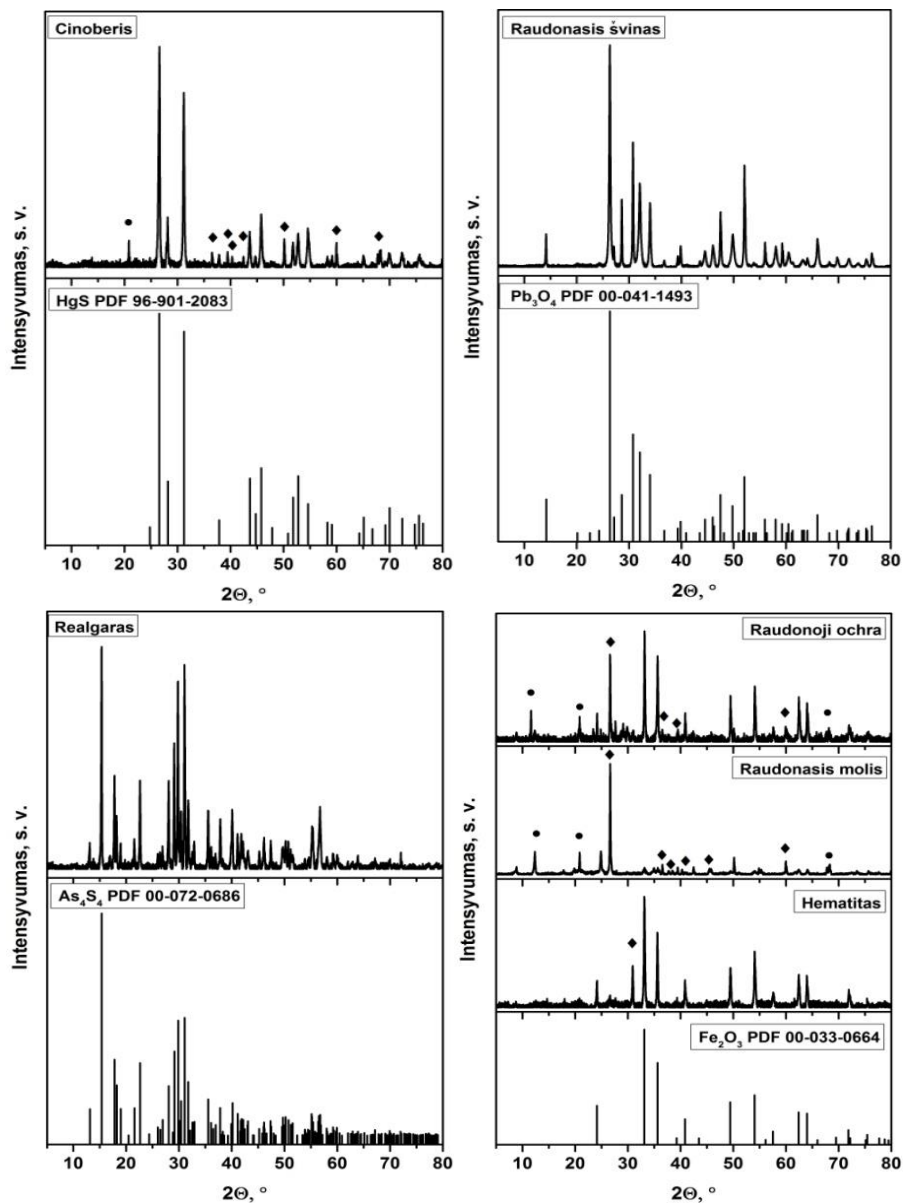 Cinoberis
Intensyvumas, s. v.
HgS PDF 96-901-2083
10 20 30 40 50 60 70 80
2Θ, °
Raudonasis švinas
Intensyvumas, s. v.
Pb₃O₄ PDF 00-041-1493
10 20 30 40 50 60 70 80
2Θ, °
Realgaras
Intensyvumas, s. v.
As₄S₄ PDF 00-072-0686
10 20 30 40 50 60 70 80
2Θ, °
Raudonoji ochra
Raudonasis molis
Intensyvumas, s. v.
Hematitas
Fe₂O₃ PDF 00-033-0664
10 20 30 40 50 60 70 80
2Θ, °